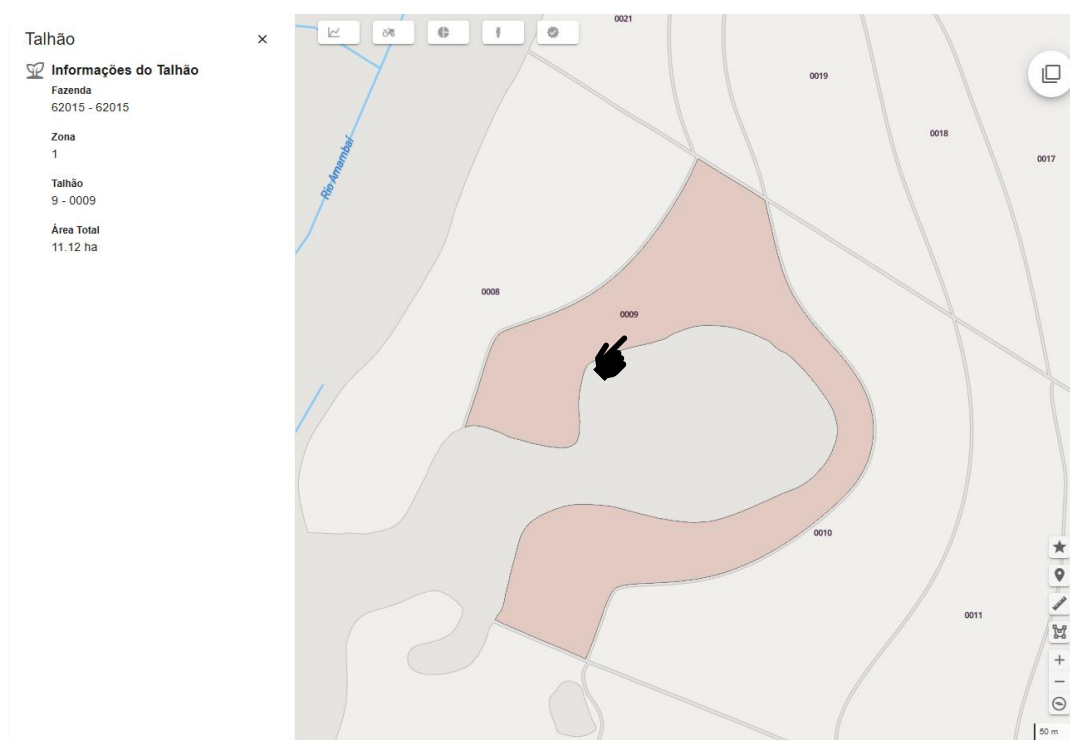 Talhão
Informações do Talhão
Fazenda
62015 - 62015
Zona
1
Talhão
9 - 0009
Área Total
11.12 ha
0021
0019
0018
0017
Rio Amambaí
0008
0009
0010
0011
50 m